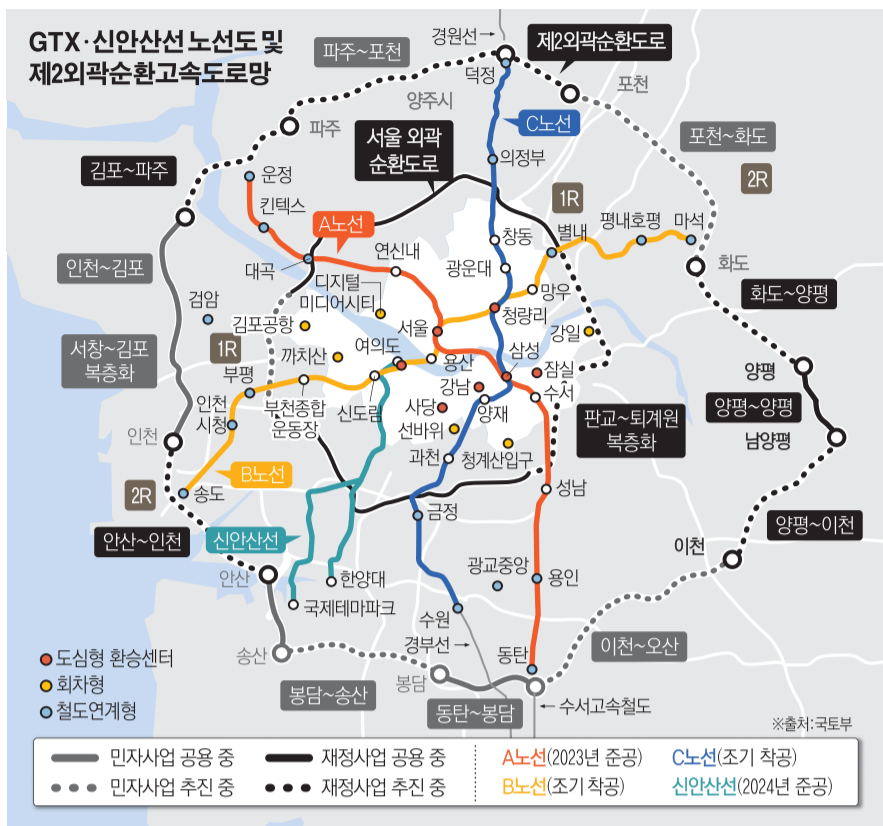 GTX·신안산선 노선도 및
제2외곽순환고속도로망
경원선→
제2외곽순환도로
파주~포천
덕정
양주시
포천
C노선
파주
서울 외곽
순환도로
포천~화도
의정부
김포~파주
운정
2R
1R
킨텍스
A노선
평내호평
마석
별내
연신내
창동
대곡
광운대
화도
인천~김포
디지털
미디어시티
망우
화도~양평
검암
김포공항
서울
청량리
강일
서창~김포
복층화
1R
까치산
여의도
용산
삼성
잠실
양평
부평
강남
수서
인천
시청
부천종합
운동장
신도림
사당
양재
판교~퇴계원
복층화
양평~양평
선바위
남양평
인천
과천
청계산입구
B노선
2R
송도
성남
금정
양평~이천
안산~인천
신안산선
이천
안산
한양대
광교중앙
용인
국제테마파크
수원
경부선→
이천~오산
동탄
송산
도심형 환승센터
회차형
철도연계형
봉담~송산
봉담
동탄~봉담
←수서고속철도
※출처:국토부
민자사업 공용 중
재정사업 공용 중
A노선(2023년 준공)
C노선(조기 착공)
민자사업 추진 중
재정사업 추진 중
B노선(조기 착공)
신안산선(2024년 준공)